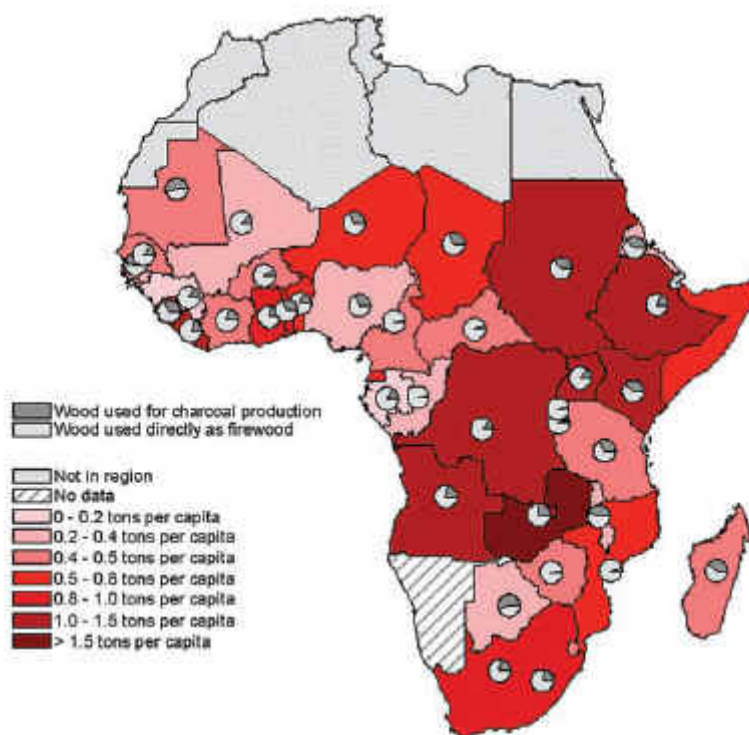 Wood used for charcoal production
Wood used directly as firewood
Not in region
No data
0 - 0.2 tons per capita
0.2 - 0.4 tons per capita
0.4 - 0.5 tons per capita
0.5 - 0.8 tons per capita
0.8 - 1.0 tons per capita
1.0 - 1.5 tons per capita
> 1.5 tons per capita